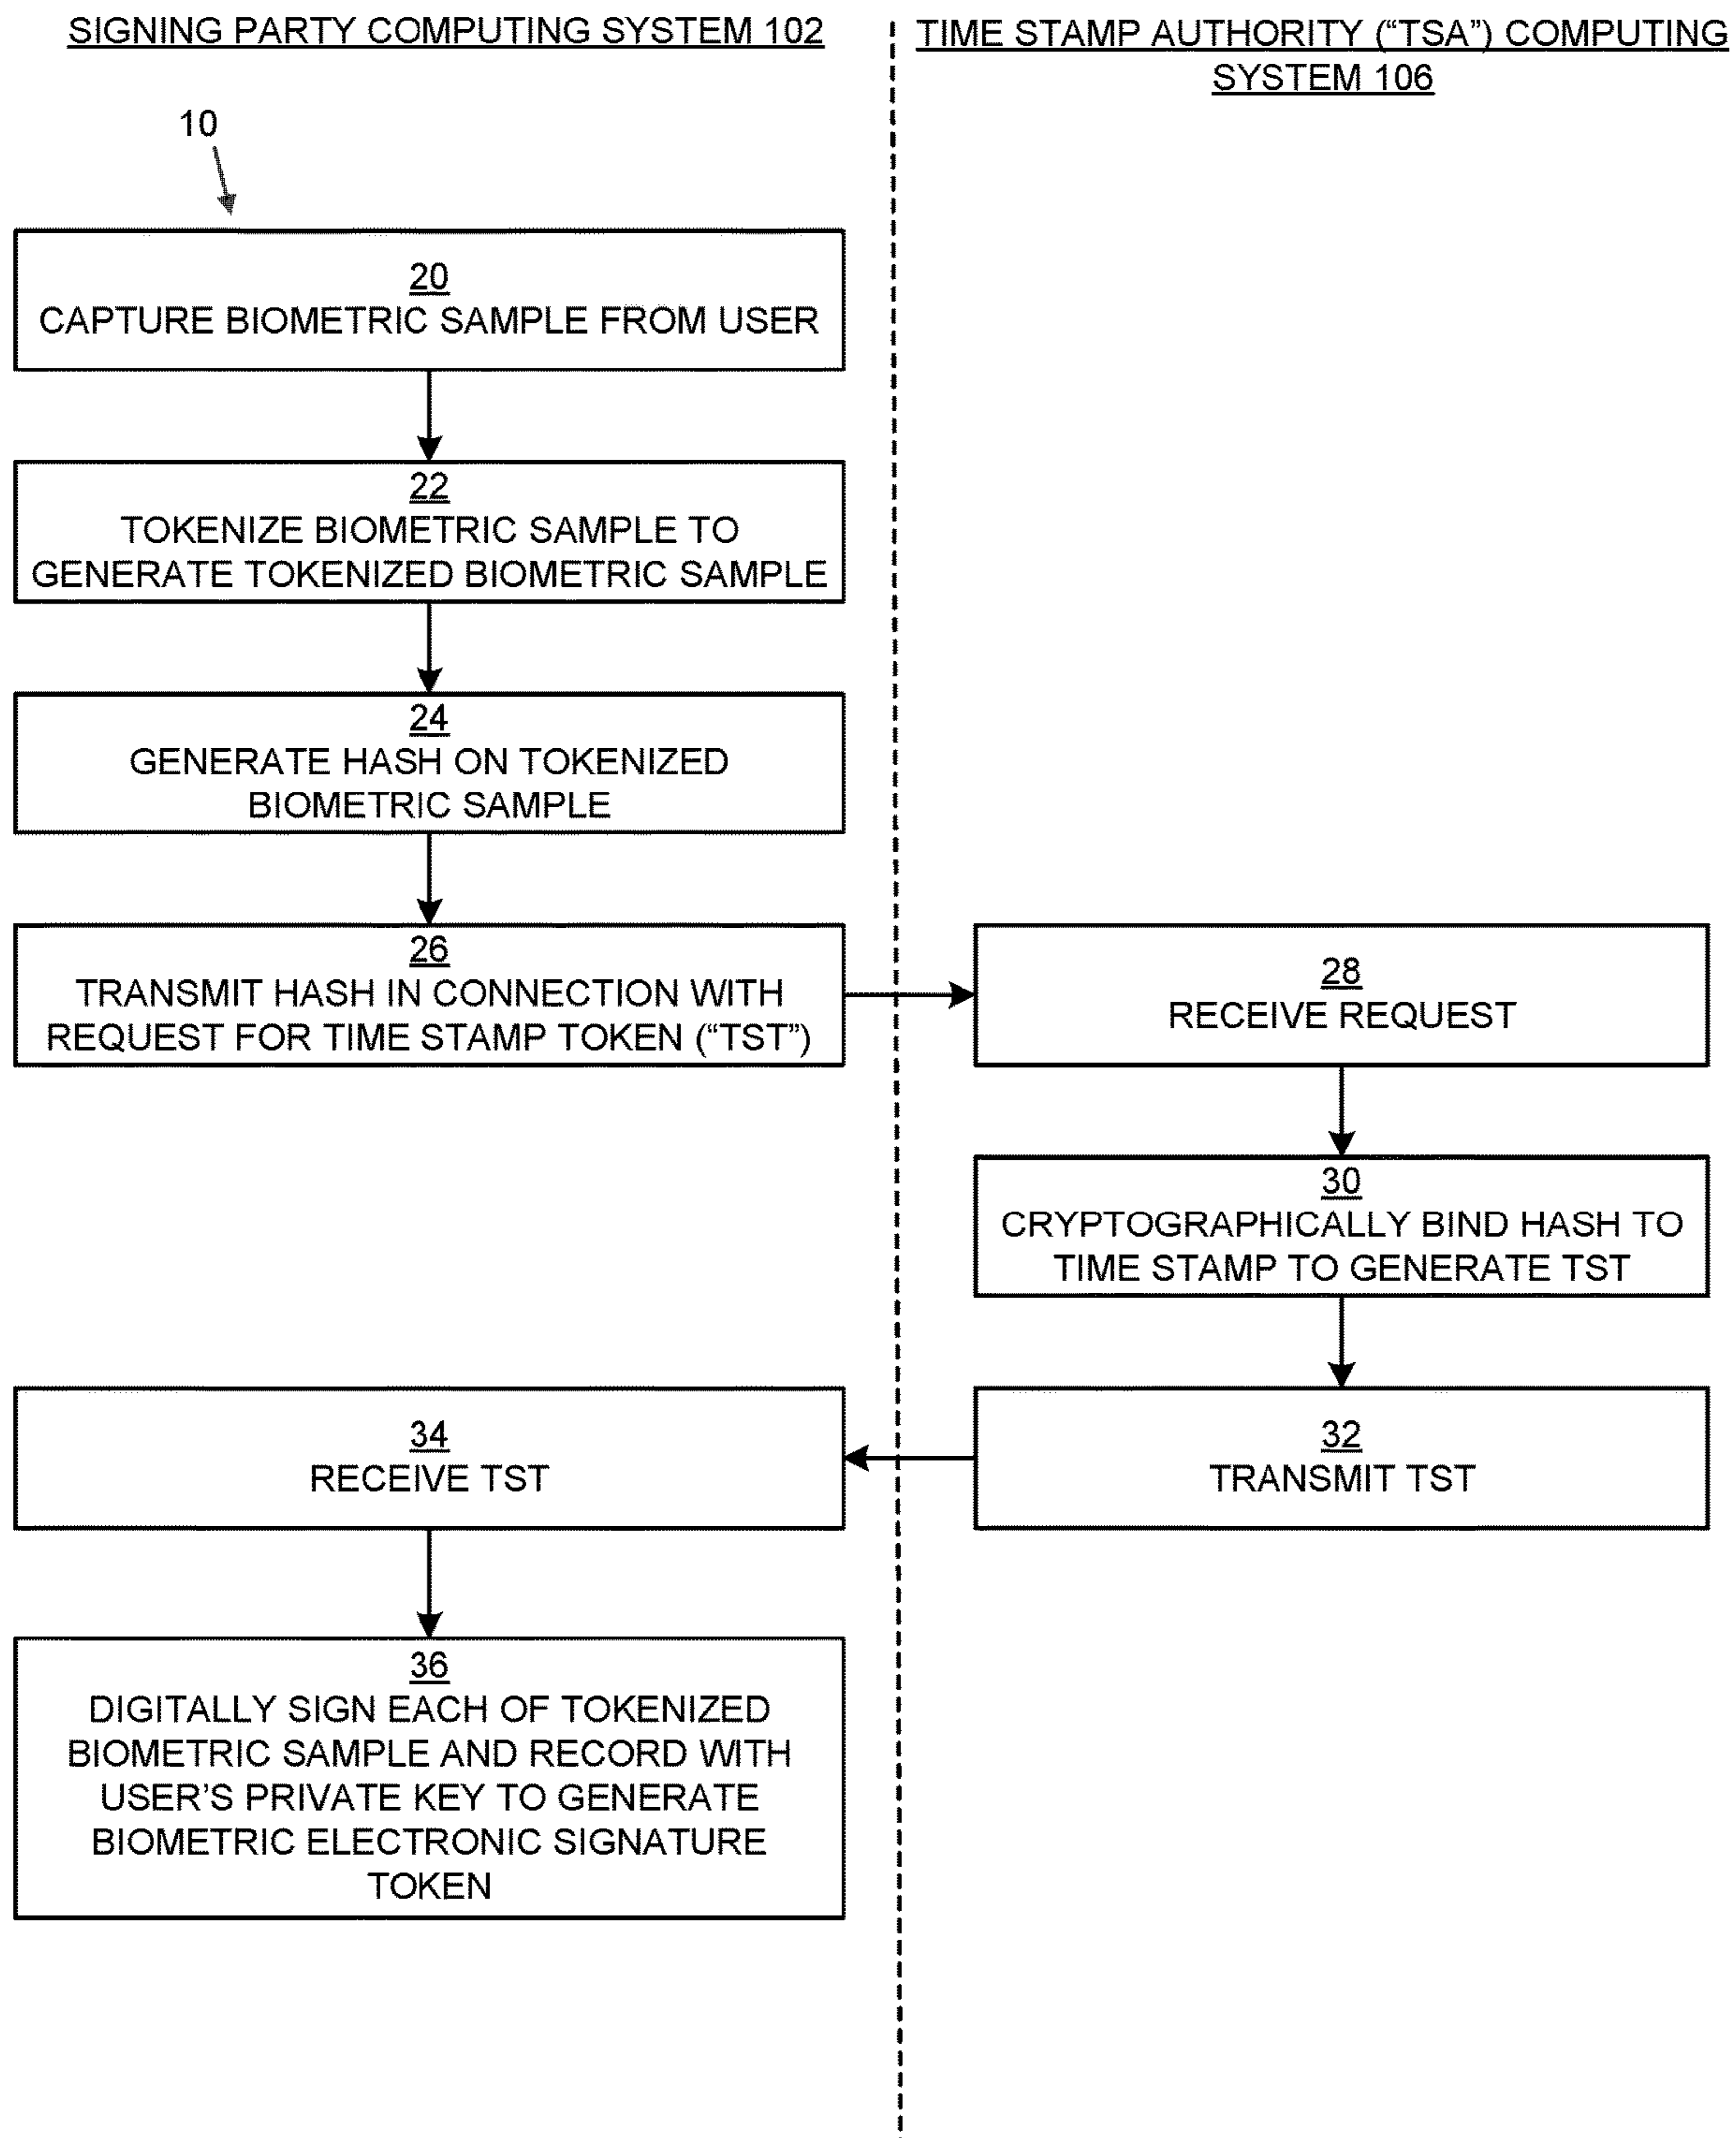 SIGNING PARTY COMPUTING SYSTEM 102
TIME STAMP AUTHORITY (“TSA”) COMPUTING
SYSTEM 106
10
20
CAPTURE BIOMETRIC SAMPLE FROM USER
22
TOKENIZE BIOMETRIC SAMPLE TO
GENERATE TOKENIZED BIOMETRIC SAMPLE
24
GENERATE HASH ON TOKENIZED
BIOMETRIC SAMPLE
26
TRANSMIT HASH IN CONNECTION WITH
REQUEST FOR TIME STAMP TOKEN (“TST”)
28
RECEIVE REQUEST
30
CRYPTOGRAPHICALLY BIND HASH TO
TIME STAMP TO GENERATE TST
32
TRANSMIT TST
34
RECEIVE TST
36
DIGITALLY SIGN EACH OF TOKENIZED
BIOMETRIC SAMPLE AND RECORD WITH
USER’S PRIVATE KEY TO GENERATE
BIOMETRIC ELECTRONIC SIGNATURE
TOKEN